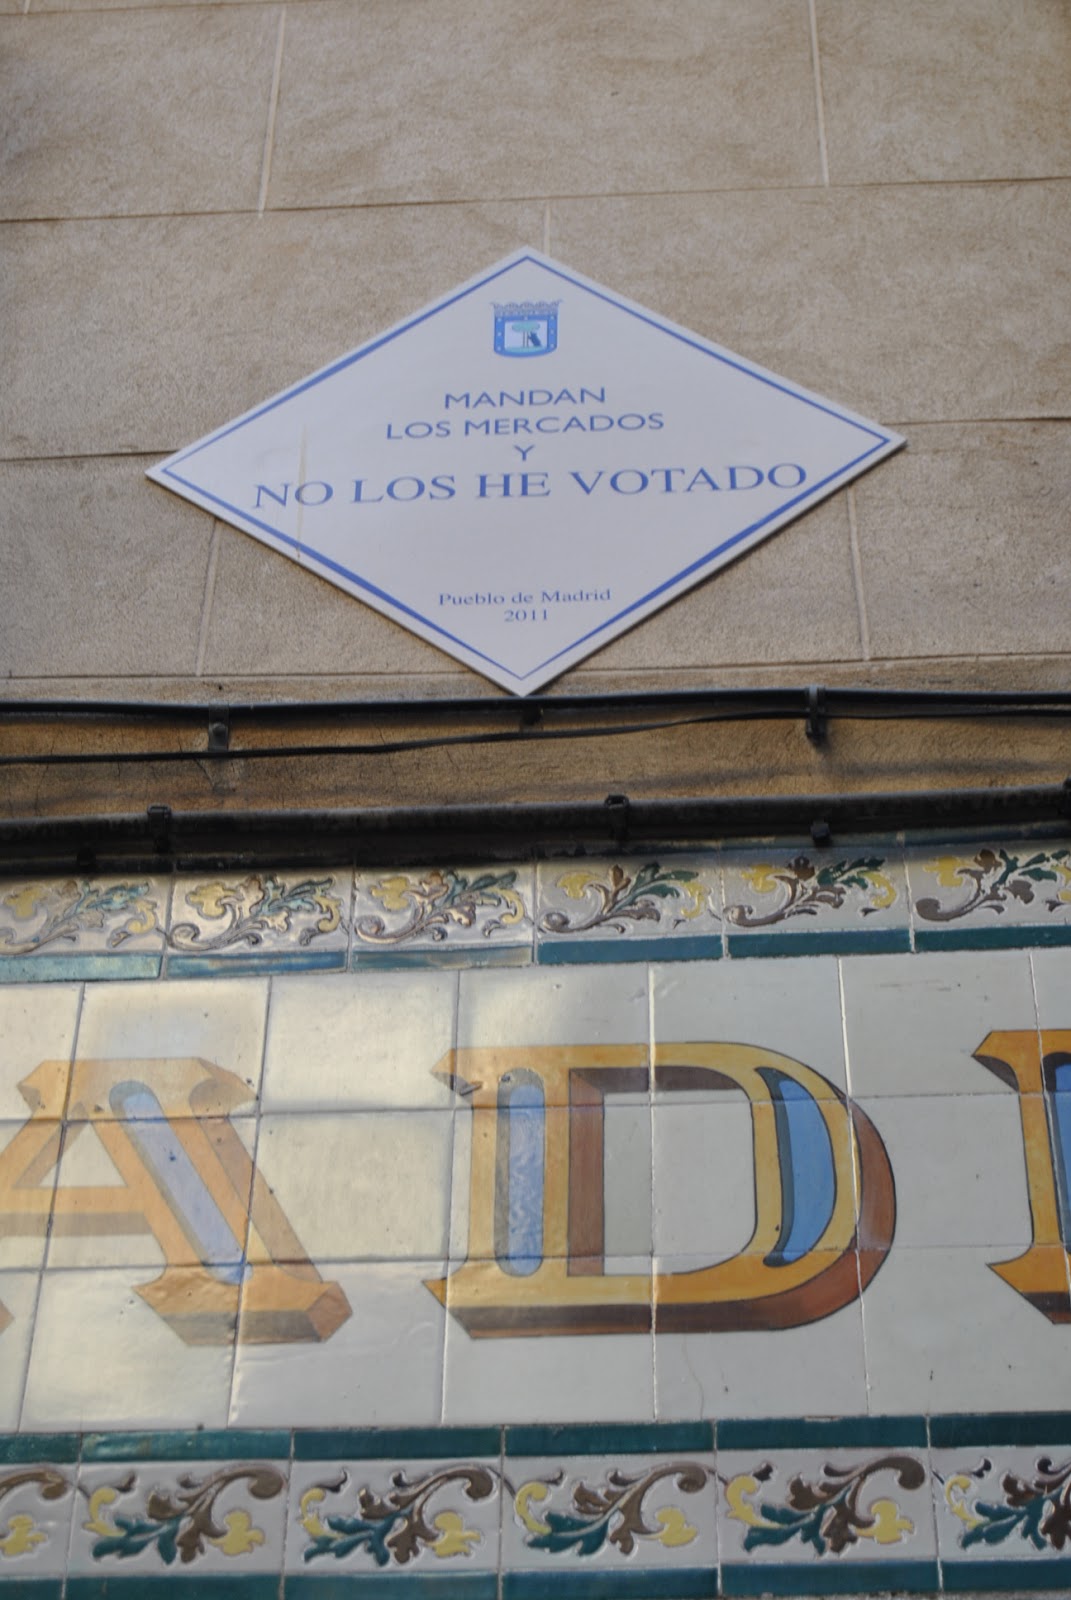 MANDAN
LOS MERCADOS
Y
NO LOS HE VOTADO
Pueblo de Madrid
2011
AD